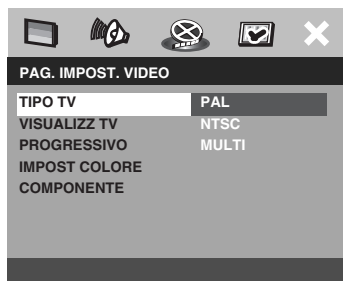 PAG. IMPOST. VIDEO
TIPO TV PAL
VISUALIZZ TV NTSC
PROGRESSIVO MULTI
IMPOST COLORE
COMPONENTE